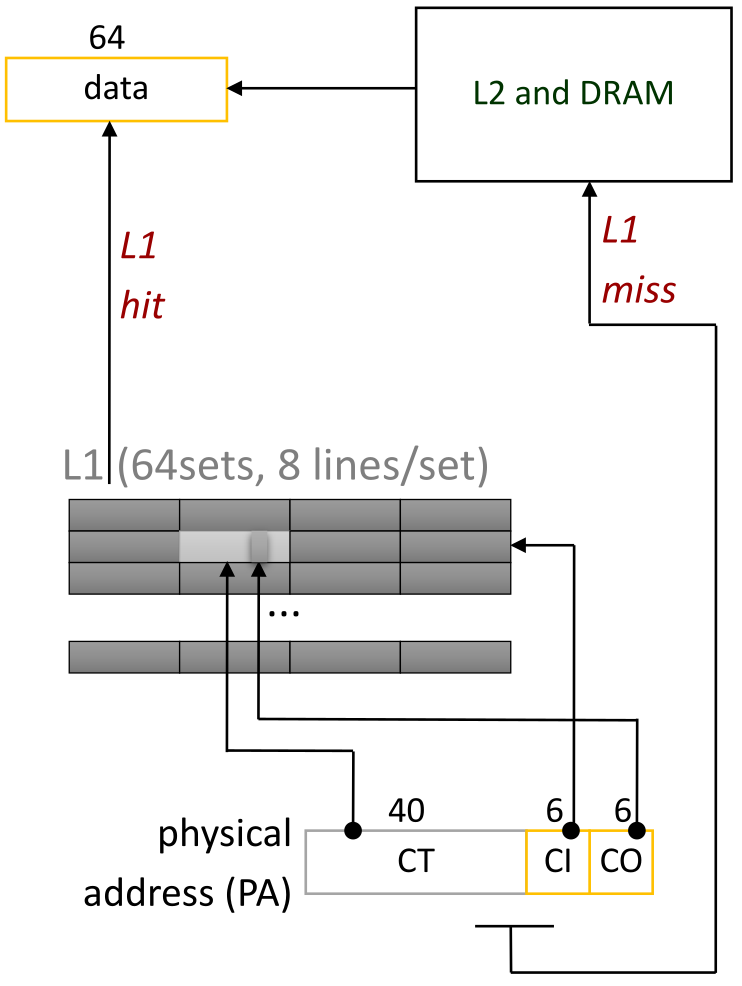 64
data
L2 and DRAM
L1
hit
L1
miss
L1 (64sets, 8 lines/set)
...
40
6
6
physical
address (PA)
CT
CI
CO